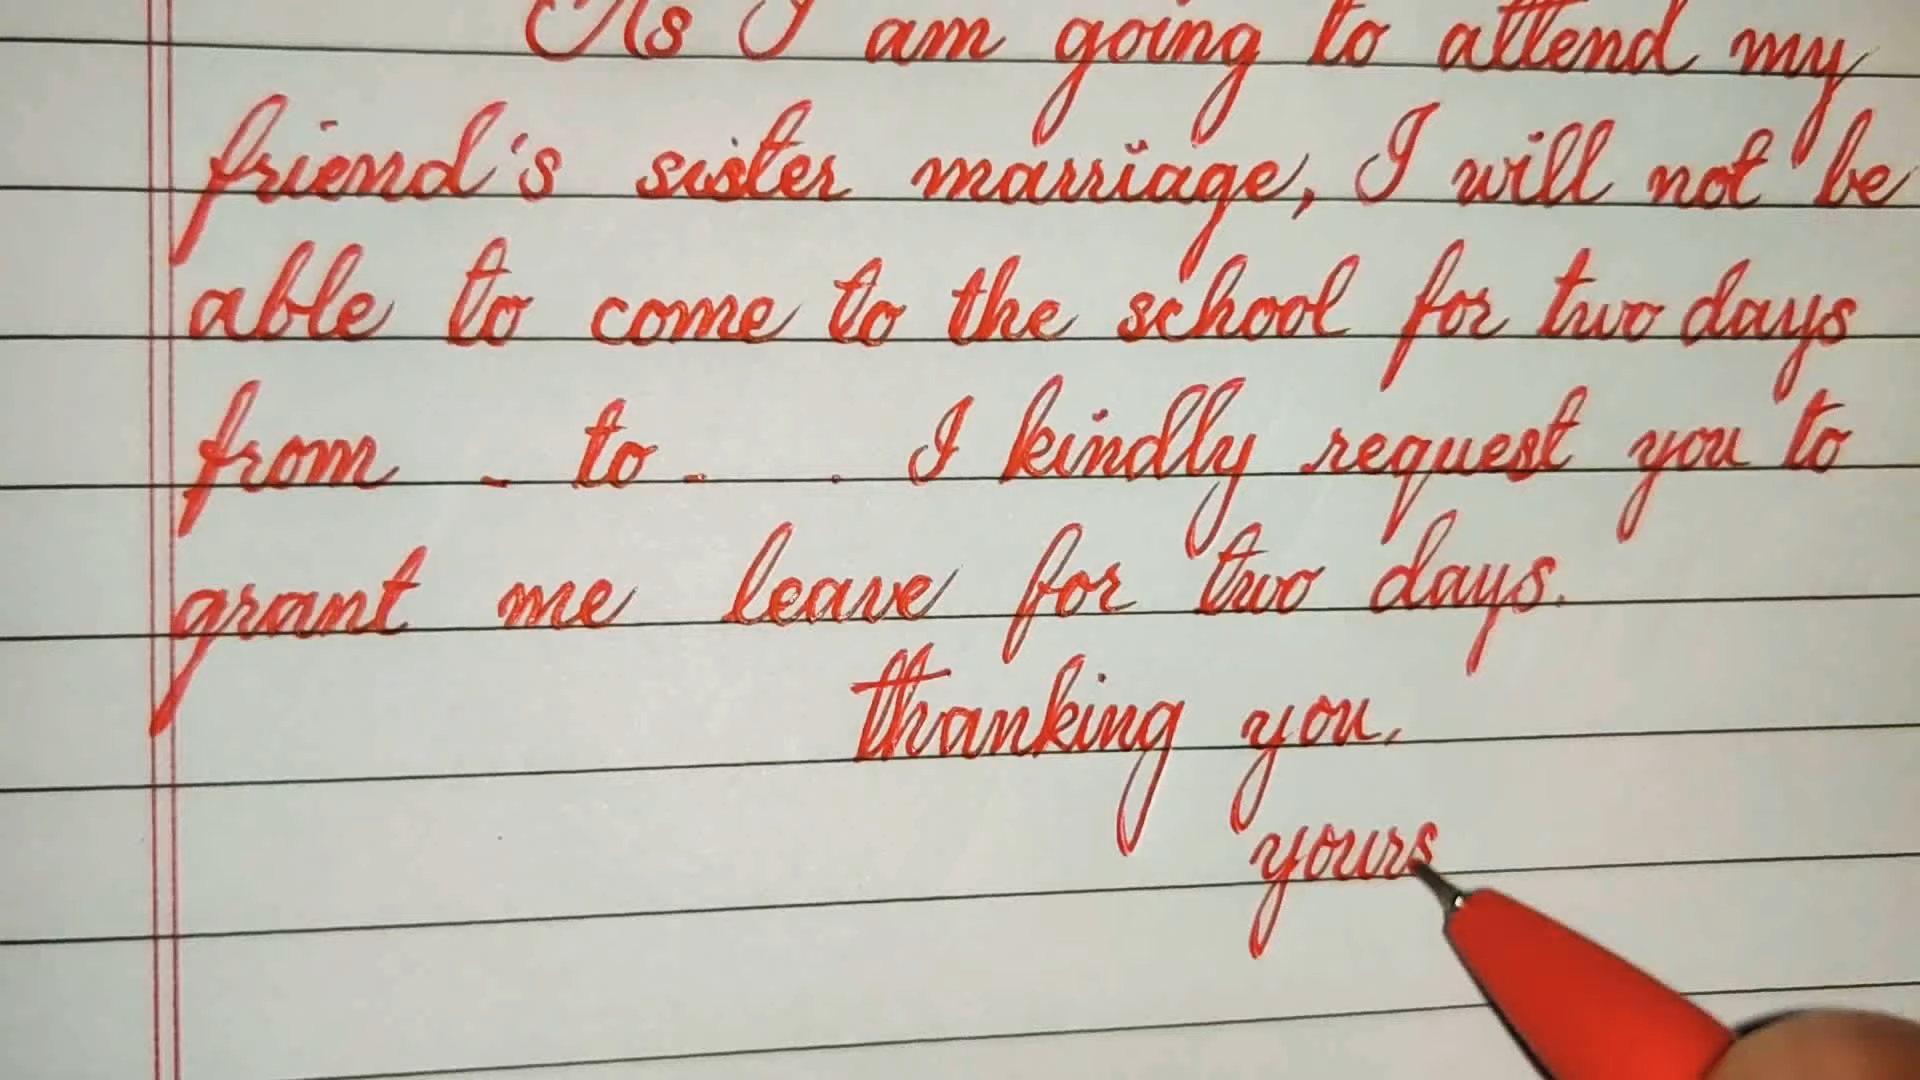 As I am going to attend my
friend's sister marriage, I will not be
able to come to the school for two days
from - to - . I kindly request you to
grant me leave for two days.
thanking you.
yours